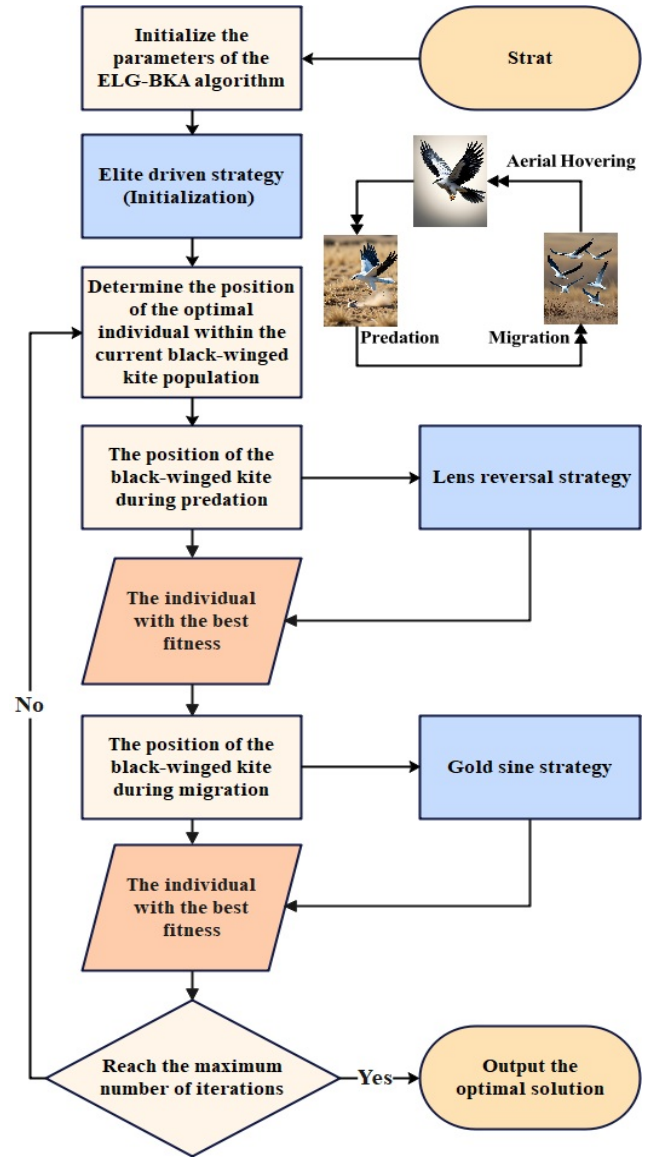 Initialize the
parameters of the
ELG-BKA algorithm
Strat
Elite driven strategy
(Initialization)
Aerial Hovering
Predation
Migration
Determine the position
of the optimal
individual within the
current black-winged
kite population
The position of the
black-winged kite
during predation
Lens reversal strategy
The individual
with the best
fitness
No
The position of the
black-winged kite
during migration
Gold sine strategy
The individual
with the best
fitness
Reach the maximum
number of iterations
Yes
Output the
optimal solution